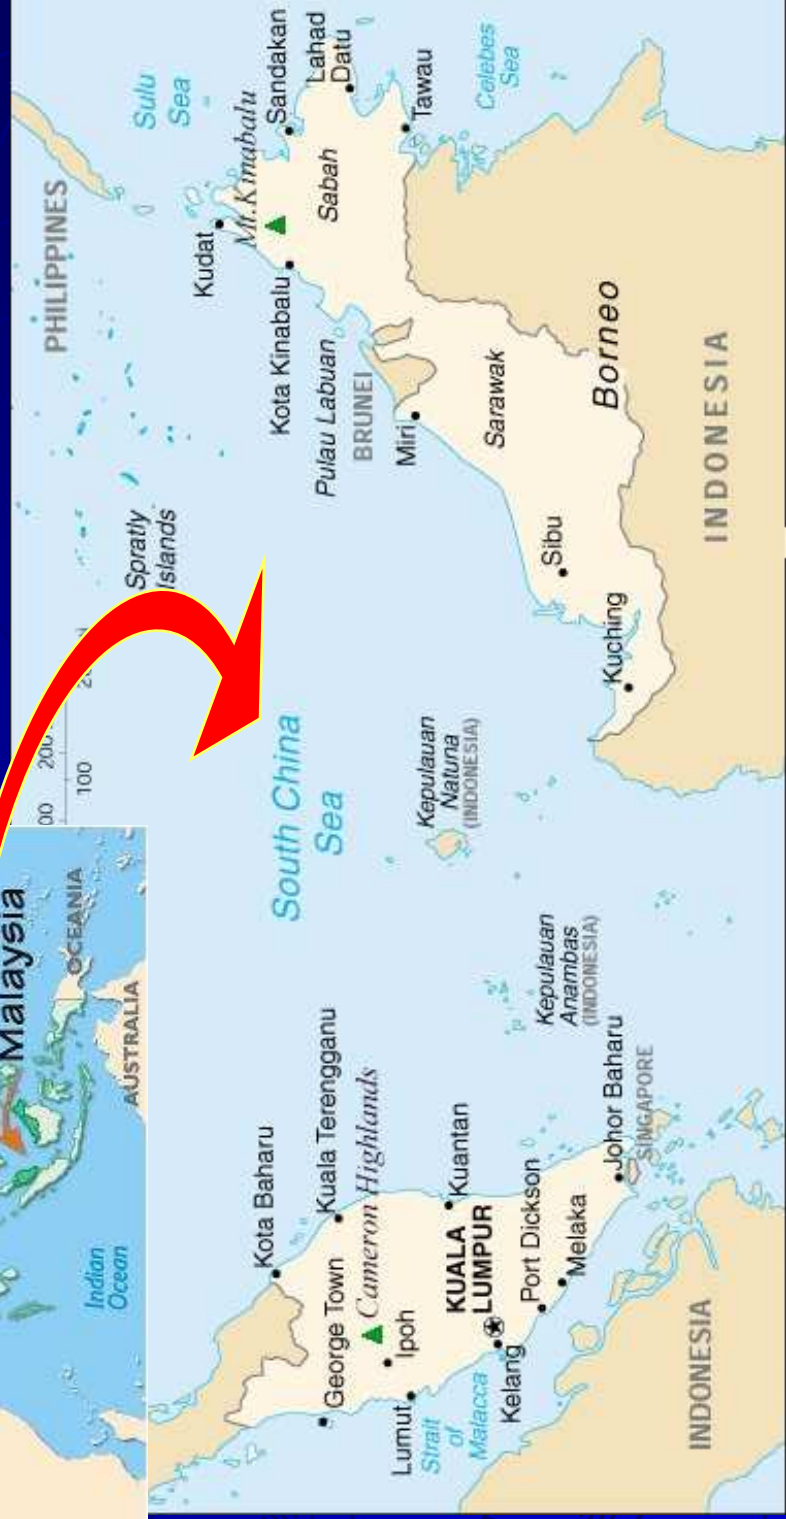 Malaysia
OCEANIA
AUSTRALIA
Indian
Ocean
200
100
PHILIPPINES
Sulu
Sea
Spratly
Islands
Kudat
Mt.Kinabalu
Sandakan
Lahad
Datu
Kota Kinabalu
Sabah
Tawau
Celebes
Sea
Pulau Labuan
BRUNEI
Miri
Sarawak
Borneo
Sibu
Kuching
INDONESIA
South China
Sea
Kepulauan
Natuna
(INDONESIA)
Kepulauan
Anambas
(INDONESIA)
Kota Baharu
Kuala Terengganu
George Town
Cameron Highlands
Ipoh
Lumut
Strait
of
Malacca
Kuantan
KUALA
LUMPUR
Kelang
Port Dickson
Melaka
Johor Baharu
SINGAPORE
INDONESIA